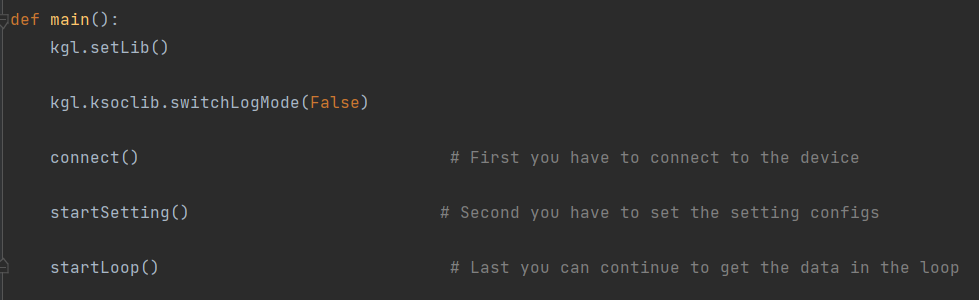 def main():
    kgl.setLib()
    kgl.ksoclib.switchLogMode(False)
    connect()                               # First you have to connect to the device
    startSetting()                         # Second you have to set the setting configs
    startLoop()                             # Last you can continue to get the data in the loop